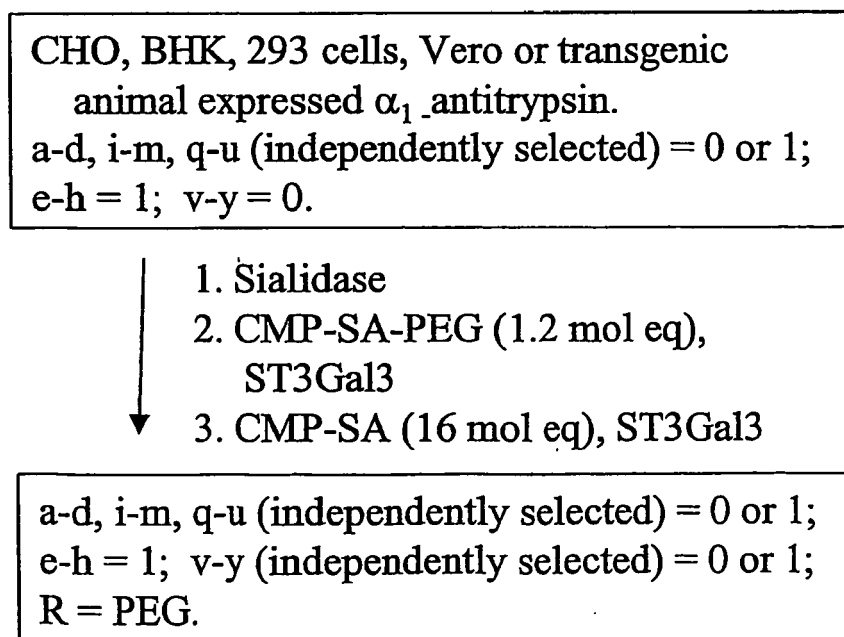 CHO, BHK, 293 cells, Vero or transgenic
animal expressed α₁_antitrypsin.
a-d, i-m, q-u (independently selected) = 0 or 1;
e-h = 1; v-y = 0.
1. Sialidase
2. CMP-SA-PEG (1.2 mol eq),
ST3Gal3
3. CMP-SA (16 mol eq), ST3Gal3
a-d, i-m, q-u (independently selected) = 0 or 1;
e-h = 1; v-y (independently selected) = 0 or 1;
R = PEG.